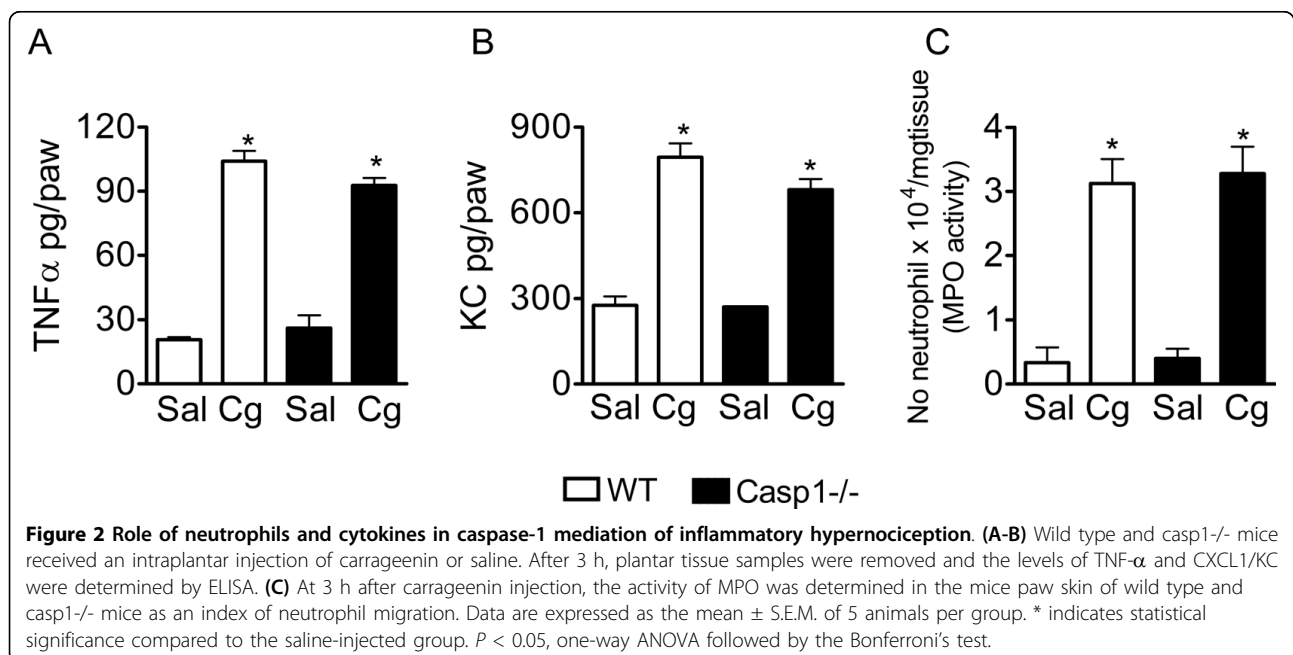 A
B
C
TNFα pg/paw
120
90
60
30
0
*
*
Sal Cg Sal Cg
KC pg/paw
900
600
300
0
*
*
Sal Cg Sal Cg
No neutrophil x 10^4/mgtissue
(MPO activity)
4
3
2
1
0
*
*
Sal Cg Sal Cg
WT Casp1-/-
Figure 2 Role of neutrophils and cytokines in caspase-1 mediation of inflammatory hypernociception. (A-B) Wild type and casp1-/- mice
received an intraplantar injection of carrageenin or saline. After 3 h, plantar tissue samples were removed and the levels of TNF-α and CXCL1/KC
were determined by ELISA. (C) At 3 h after carrageenin injection, the activity of MPO was determined in the mice paw skin of wild type and
casp1-/- mice as an index of neutrophil migration. Data are expressed as the mean ± S.E.M. of 5 animals per group. * indicates statistical
significance compared to the saline-injected group. P < 0.05, one-way ANOVA followed by the Bonferroni's test.